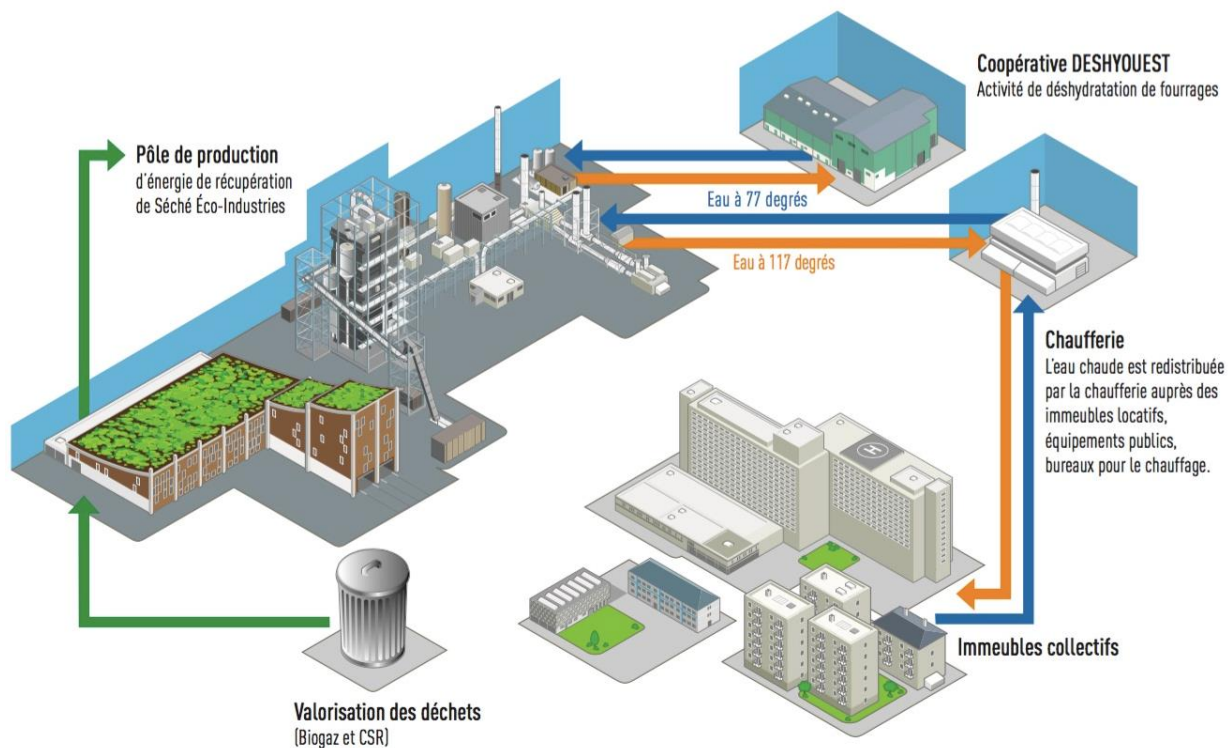 Coopérative DESHYOUEST
Activité de déshydratation de fourrages
Pôle de production
d'énergie de récupération
de Séché Éco-Industries
Eau à 77 degrés
Eau à 117 degrés
Chaufferie
L'eau chaude est redistribuée
par la chaufferie auprès des
immeubles locatifs,
équipements publics,
bureaux pour le chauffage.
H
Immeubles collectifs
Valorisation des déchets
(Biogaz et CSR)